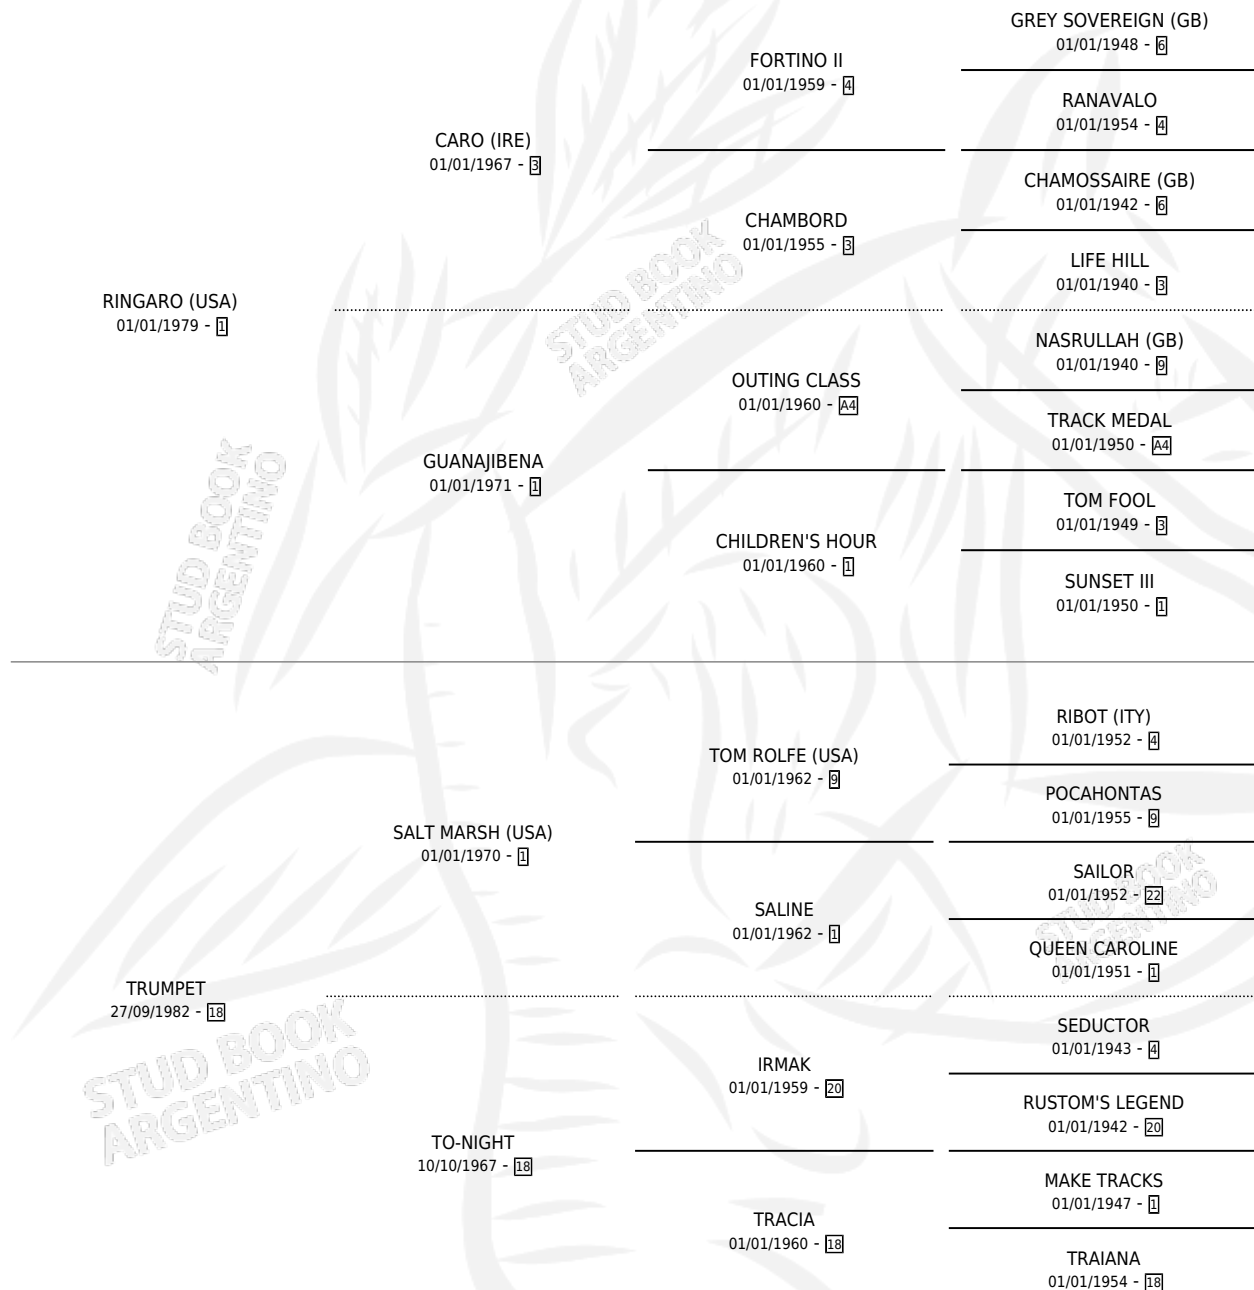 GREY SOVEREIGN (GB)
01/01/1948 - 6
FORTINO II
01/01/1959 - 4
RANAVALO
01/01/1954 - 4
CARO (IRE)
01/01/1967 - 3
CHAMOSSAIRE (GB)
01/01/1942 - 6
CHAMBORD
01/01/1955 - 3
LIFE HILL
01/01/1940 - 3
RINGARO (USA)
01/01/1979 - 1
STUD BOOK
ARGENTINO
NASRULLAH (GB)
01/01/1940 - 9
OUTING CLASS
01/01/1960 - A4
TRACK MEDAL
01/01/1950 - A4
GUANAJIBENA
01/01/1971 - 1
TOM FOOL
01/01/1949 - 3
CHILDREN'S HOUR
01/01/1960 - 1
SUNSET III
01/01/1950 - 1
STUD BOOK
ARGENTINO
RIBOT (ITY)
01/01/1952 - 4
TOM ROLFE (USA)
01/01/1962 - 9
POCAHONTAS
01/01/1955 - 9
SALT MARSH (USA)
01/01/1970 - 1
SAILOR
01/01/1952 - 22
SALINE
01/01/1962 - 1
QUEEN CAROLINE
01/01/1951 - 1
STUD BOOK
ARGENTINO
TRUMPET
27/09/1982 - 18
STUD BOOK
ARGENTINO
SEDUCTOR
01/01/1943 - 4
IRMAK
01/01/1959 - 20
RUSTOM'S LEGEND
01/01/1942 - 20
TO-NIGHT
10/10/1967 - 18
MAKE TRACKS
01/01/1947 - 1
TRACIA
01/01/1960 - 18
TRAIANA
01/01/1954 - 18